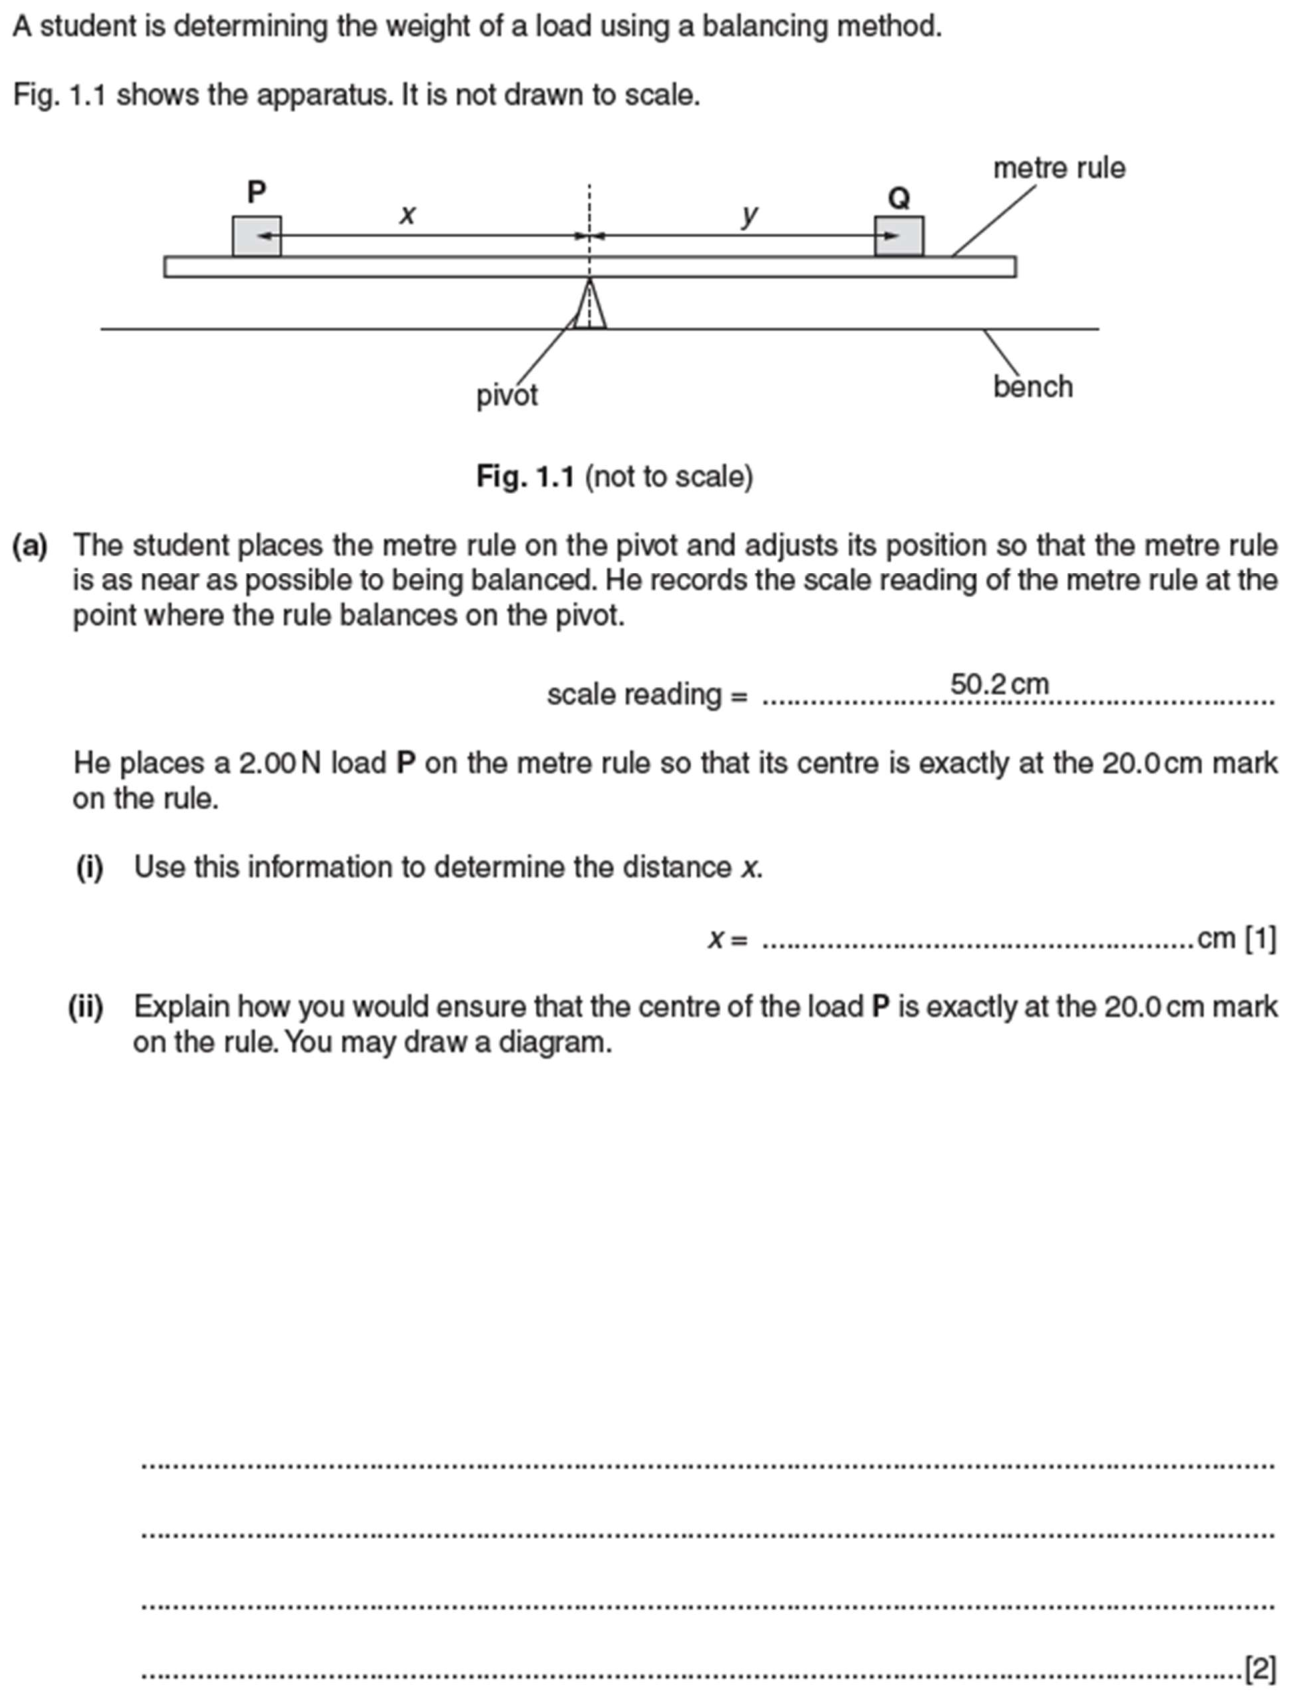 A student is determining the weight of a load using a balancing method.
Fig. 1.1 shows the apparatus. It is not drawn to scale.
metre rule
P
x
y
Q
pivot
bench
Fig. 1.1 (not to scale)
(a) The student places the metre rule on the pivot and adjusts its position so that the metre rule
is as near as possible to being balanced. He records the scale reading of the metre rule at the
point where the rule balances on the pivot.
scale reading = ............50.2 cm............
He places a 2.00 N load P on the metre rule so that its centre is exactly at the 20.0 cm mark
on the rule.
(i) Use this information to determine the distance x.
x = ........................cm [1]
(ii) Explain how you would ensure that the centre of the load P is exactly at the 20.0 cm mark
on the rule. You may draw a diagram.
........................[2]